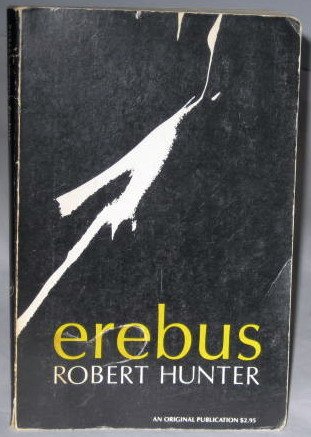 erebus
ROBERT HUNTER
AN ORIGINAL PUBLICATION $2.95